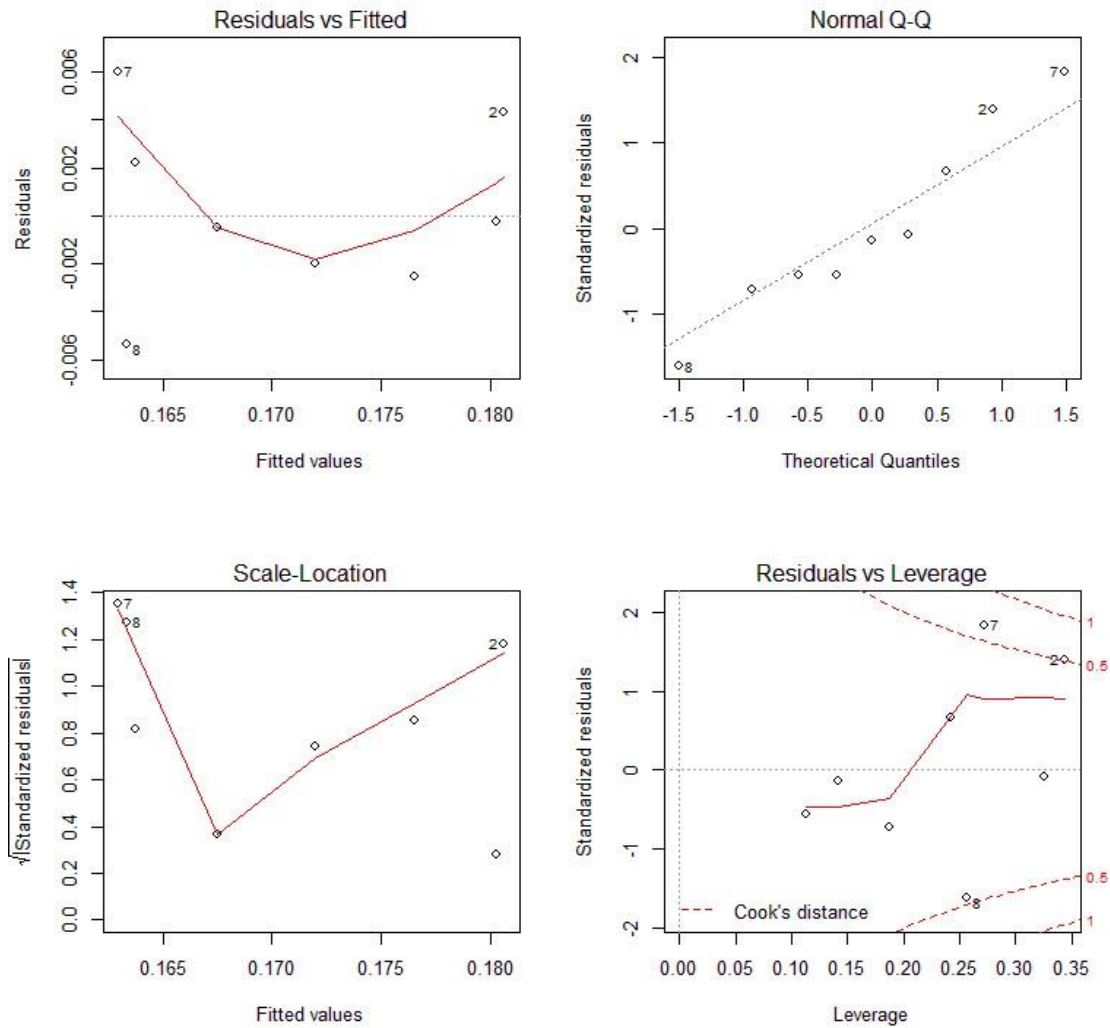 Residuals vs Fitted
Residuals
0.006
0.002
-0.002
-0.006
7
2
8
0.165 0.170 0.175 0.180
Fitted values
Normal Q-Q
Standardized residuals
2
1
0
-1
7
2
8
-1.5 -1.0 -0.5 0.0 0.5 1.0 1.5
Theoretical Quantiles
Scale-Location
√|Standardized residuals|
1.4
1.2
1.0
0.8
0.6
0.4
0.2
0.0
7
8
2
0.165 0.170 0.175 0.180
Fitted values
Residuals vs Leverage
Standardized residuals
2
1
0
-1
-2
7
2
8
1
0.5
0.5
1
Cook's distance
0.00 0.05 0.10 0.15 0.20 0.25 0.30 0.35
Leverage